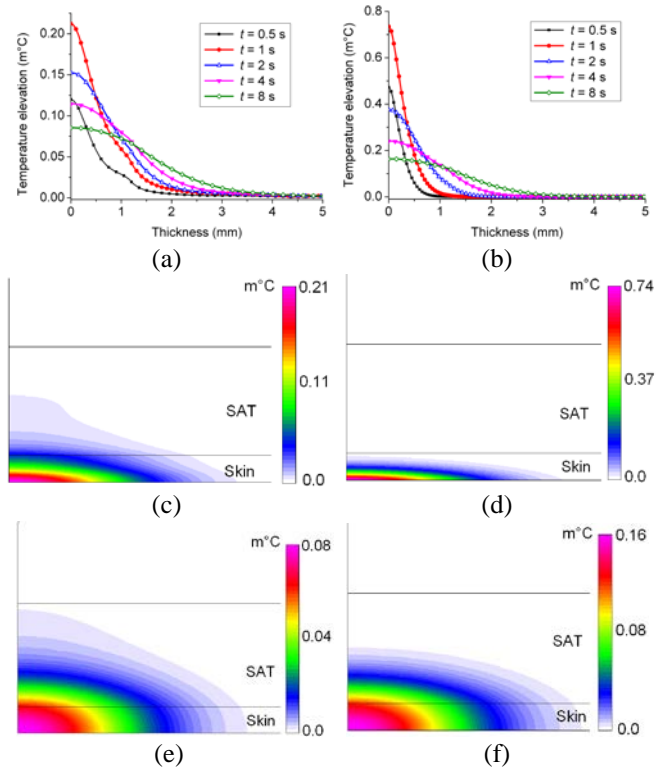 (a)
Temperature elevation (m°C)
0.25
0.20
0.15
0.10
0.05
0.00
0 1 2 3 4 5
Thickness (mm)
t = 0.5 s
t = 1 s
t = 2 s
t = 4 s
t = 8 s
(a)
Temperature elevation (m°C)
0.8
0.6
0.4
0.2
0.0
0 1 2 3 4 5
Thickness (mm)
t = 0.5 s
t = 1 s
t = 2 s
t = 4 s
t = 8 s
(b)
m°C 0.21
0.11
0.0
SAT
Skin
(c)
m°C 0.74
0.37
0.0
SAT
Skin
(d)
m°C 0.08
0.04
0.0
SAT
Skin
(e)
m°C 0.16
0.08
0.0
SAT
Skin
(f)